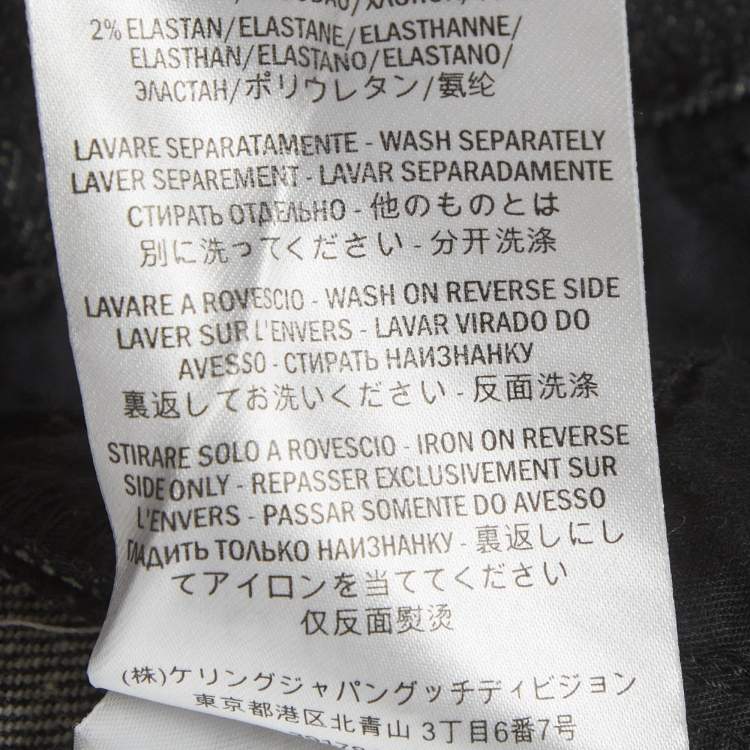 2% ELASTAN/ELASTANE/ELASTHANNE/
ELASTHAN/ELASTANO/ELASTANO/
ЭЛАСТАН/ポリウレタン/氨纶
LAVARE SEPARATAMENTE - WASH SEPARATELY
LAVER SEPAREMENT - LAVAR SEPARADAMENTE
СТИРАТЬ ОТДЕЛЬНО - 他のものとは
別に洗ってください - 分开洗涤
LAVARE A ROVESCIO - WASH ON REVERSE SIDE
LAVER SUR L'ENVERS - LAVAR VIRADO DO
AVESSO - СТИРАТЬ НАИЗНАНКУ
裏返してお洗いください - 反面洗涤
STIRARE SOLO A ROVESCIO - IRON ON REVERSE
SIDE ONLY - REPASSER EXCLUSIVEMENT SUR
L'ENVERS - PASSAR SOMENTE DO AVESSO
ГЛАДИТЬ ТОЛЬКО НАИЗНАНКУ - 裏返しにし
てアイロンを当ててください
仅反面熨烫
(株)ケリングジャパングッチディビジョン
東京都港区北青山 3丁目6番7号